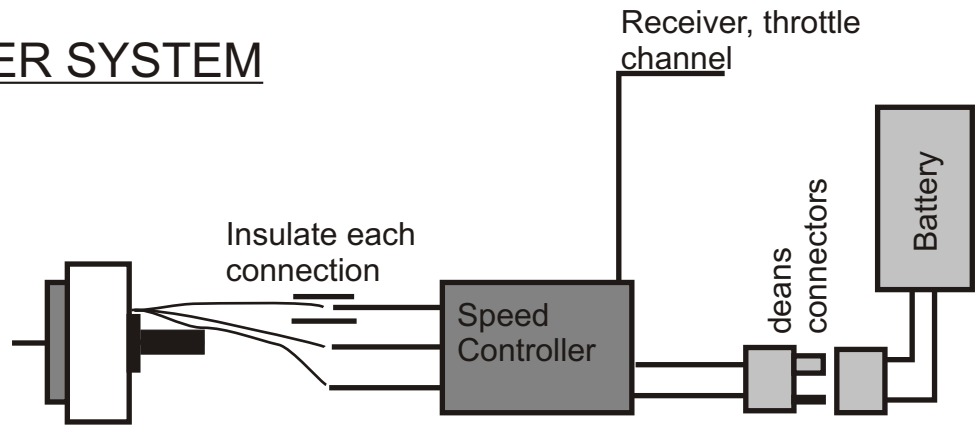 ER SYSTEM
Receiver, throttle
channel
Insulate each
connection
Speed
Controller
deans
connectors
Battery